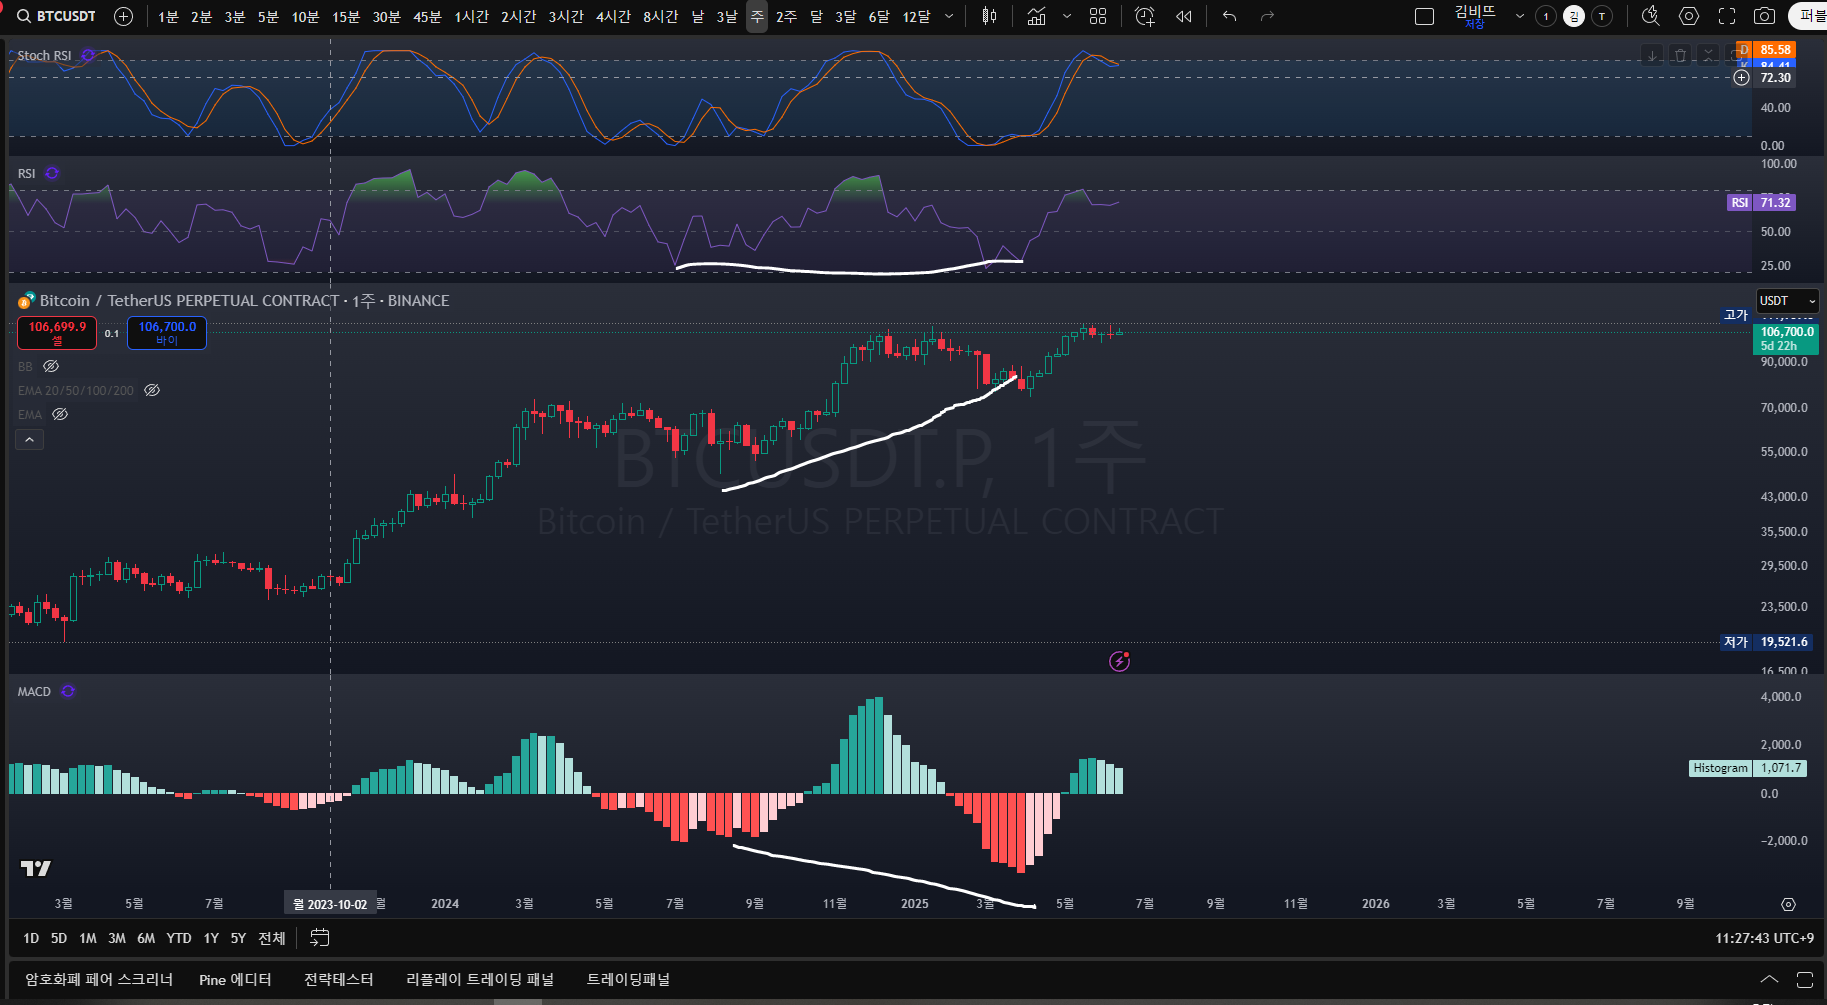 BTCUSDT 1분 2분 3분 5분 10분 15분 30분 45분 1시간 2시간 3시간 4시간 8시간 날 3날 주 2주 달 3달 6달 12달 김비뜨 저장 1 김 T 퍼블
Stoch RSI
D 85.58
K 84.41
72.30
40.00
0.00
RSI
100.00
RSI 71.32
50.00
25.00
Bitcoin / TetherUS PERPETUAL CONTRACT · 1주 · BINANCE
USDT
106,699.9 셀 0.1 106,700.0 바이
고가
106,700.0
5d 22h
BB
EMA 20/50/100/200
EMA
90,000.0
70,000.0
55,000.0
43,000.0
35,500.0
29,500.0
23,500.0
저가 19,521.6
16,500.0
BTCUSDT.P, 1주
Bitcoin / TetherUS PERPETUAL CONTRACT
MACD
4,000.0
2,000.0
Histogram 1,071.7
0.0
−2,000.0
3월 5월 7월 월 2023-10-02 월 2024 3월 5월 7월 9월 11월 2025 3월 5월 7월 9월 11월 2026 3월 5월 7월 9월
1D 5D 1M 3M 6M YTD 1Y 5Y 전체 11:27:43 UTC+9
암호화폐 페어 스크리너 Pine 에디터 전략테스터 리플레이 트레이딩 패널 트레이딩패널